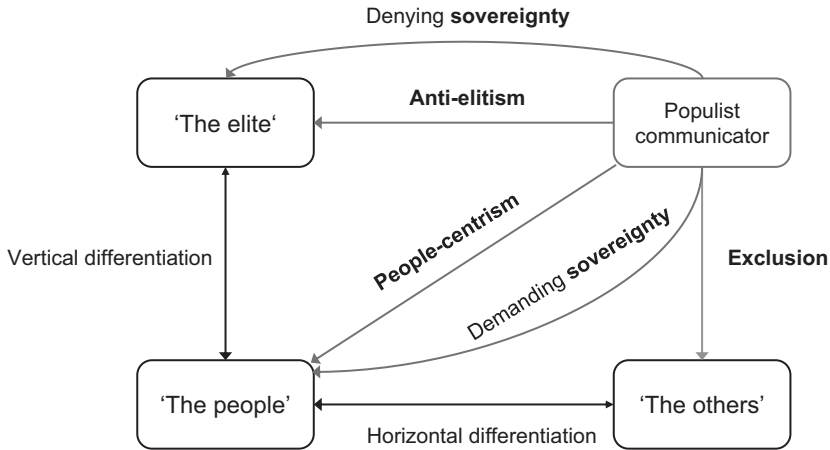 Denying sovereignty
‘The elite‘
Anti-elitism
Populist
communicator
People-centrism
Demanding sovereignty
Vertical differentiation
Exclusion
‘The people’
‘The others’
Horizontal differentiation